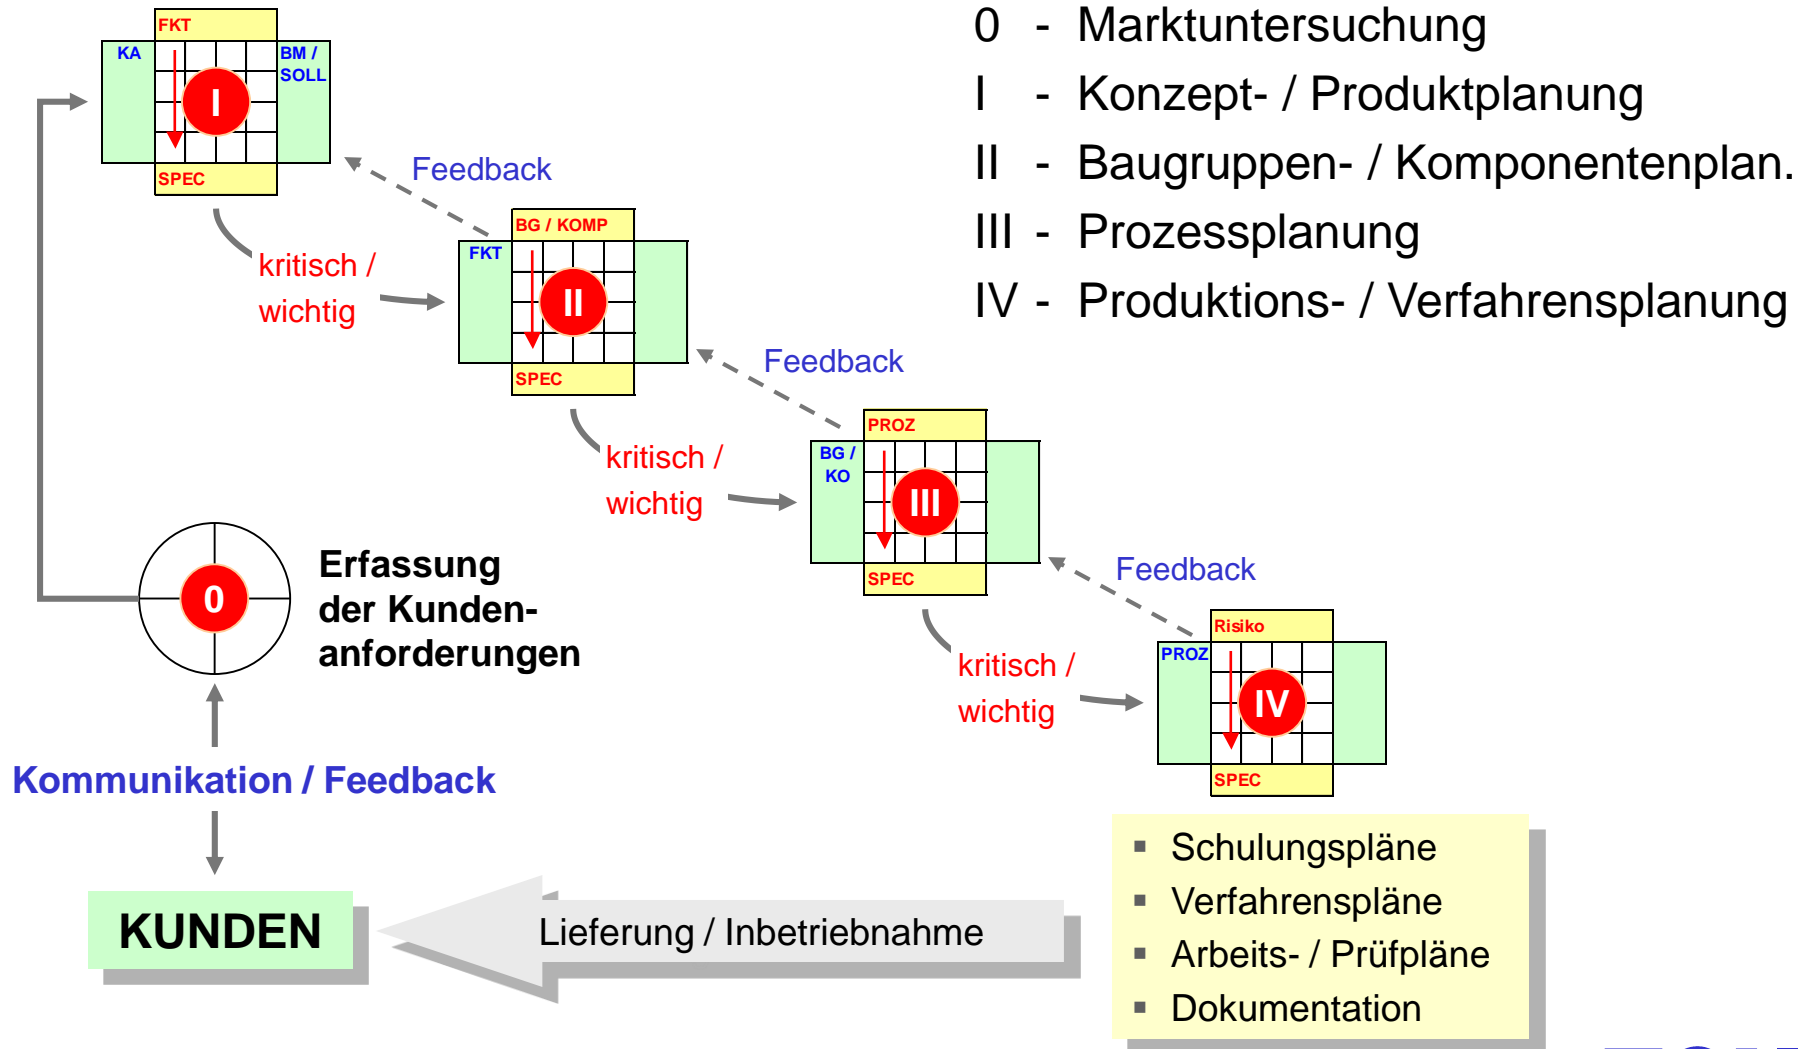 0 - Marktuntersuchung
I - Konzept- / Produktplanung
II - Baugruppen- / Komponentenplan.
III - Prozessplanung
IV - Produktions- / Verfahrensplanung
FKT
KA
BM /
SOLL
I
SPEC
Feedback
kritisch /
wichtig
BG / KOMP
FKT
II
SPEC
Feedback
kritisch /
wichtig
PROZ
BG /
KO
III
SPEC
Feedback
kritisch /
wichtig
Risiko
PROZ
IV
SPEC
0
Erfassung
der Kunden-
anforderungen
Kommunikation / Feedback
KUNDEN
Lieferung / Inbetriebnahme
▪ Schulungspläne
▪ Verfahrenspläne
▪ Arbeits- / Prüfpläne
▪ Dokumentation